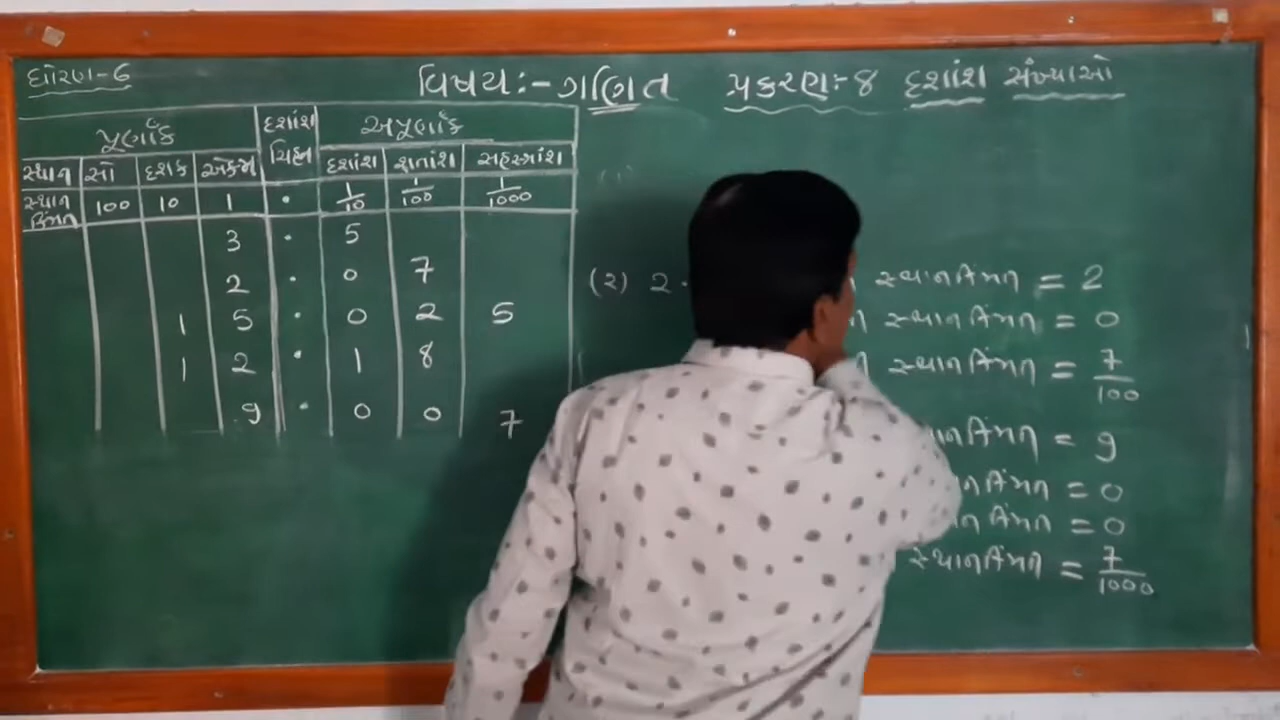 ધોરણ-6
વિષય:- ગણિત પ્રકરણ:-૪ દશાંશ સંખ્યાઓ
પૂર્ણાંક દશાંશ ચિહ્ન અપૂર્ણાંક
સ્થાન સો દશક એકમ દશાંશ શતાંશ સહસ્ત્રાંશ
સ્થાન કિંમત 100 10 1 . 1/10 1/100 1/1000
3 . 5
2 . 0 7
1 5 . 0 2 5
1 2 . 1 8
9 . 0 0 7
(૨) 2. સ્થાનકિંમત = 2
સ્થાનકિંમત = 0
સ્થાનકિંમત = 7/100
= 9
= 0
= 0
સ્થાનકિંમત = 7/1000